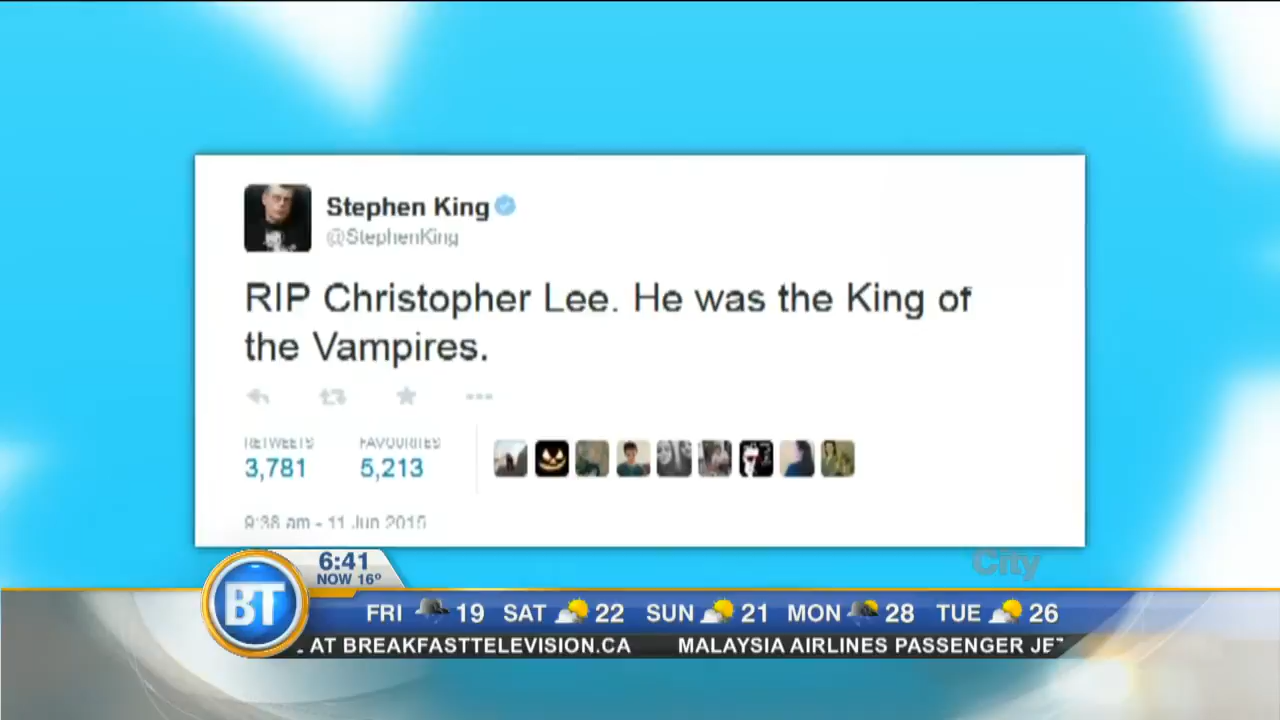 Stephen King
@StephenKing
RIP Christopher Lee. He was the King of
the Vampires.
RETWEETS FAVOURITES
3,781 5,213
9:38 am - 11 Jun 2015
City
6:41
NOW 16°
BT
FRI 19 SAT 22 SUN 21 MON 28 TUE 26
AT BREAKFASTTELEVISION.CA MALAYSIA AIRLINES PASSENGER